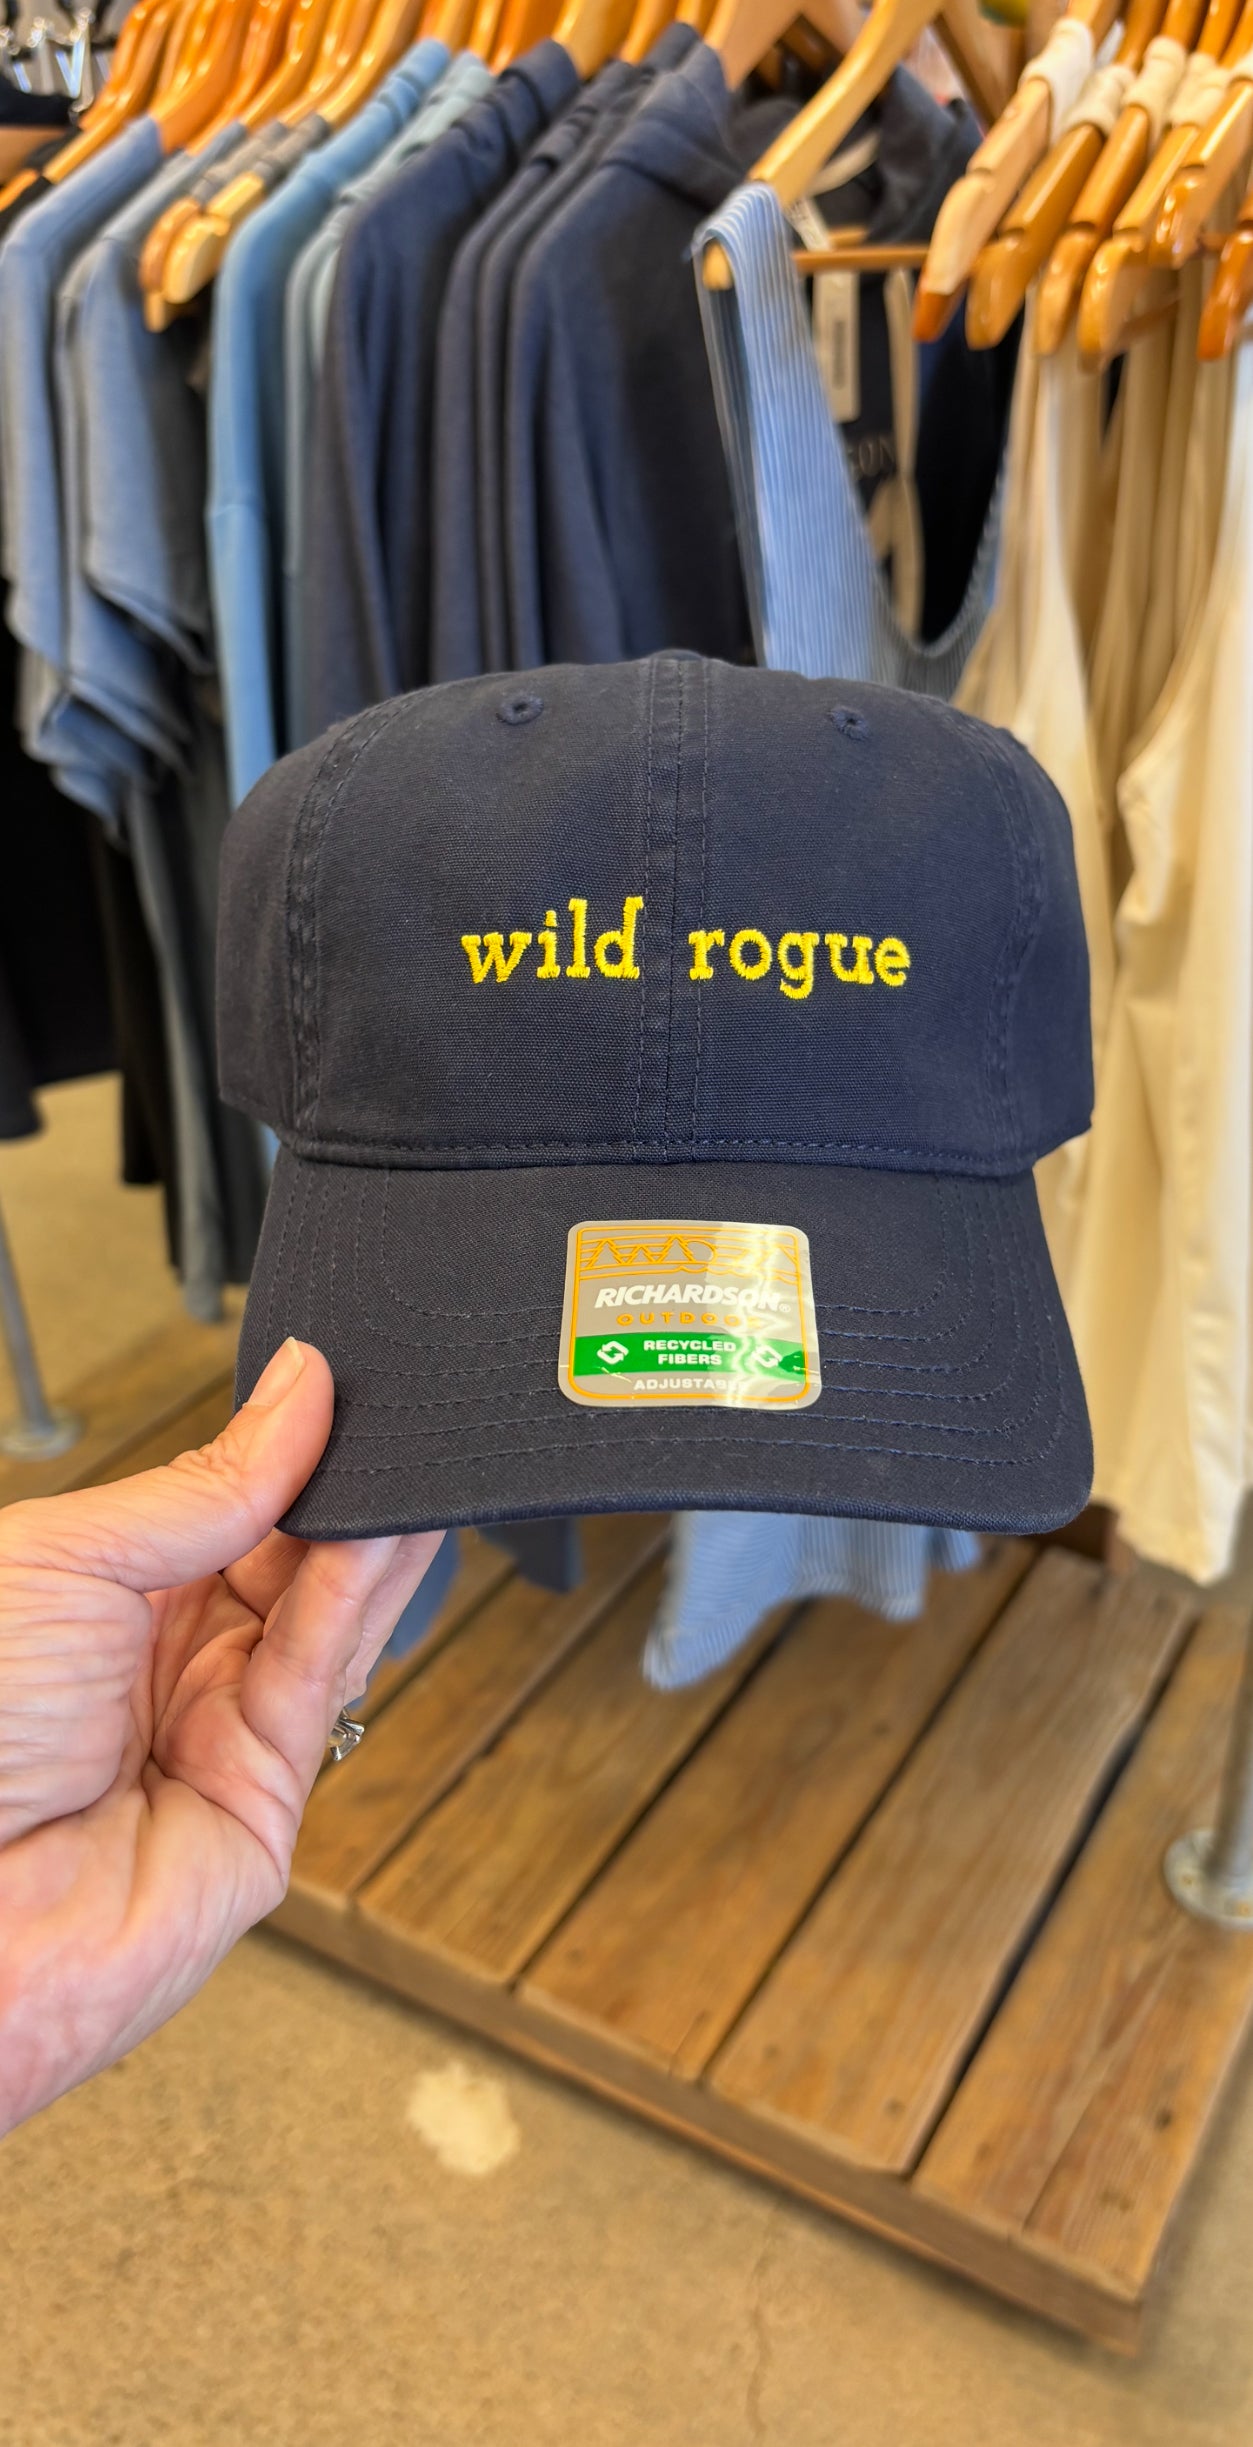 wild rogue
RICHARDSON®
OUTDOOR
RECYCLED
FIBERS
ADJUSTABLE